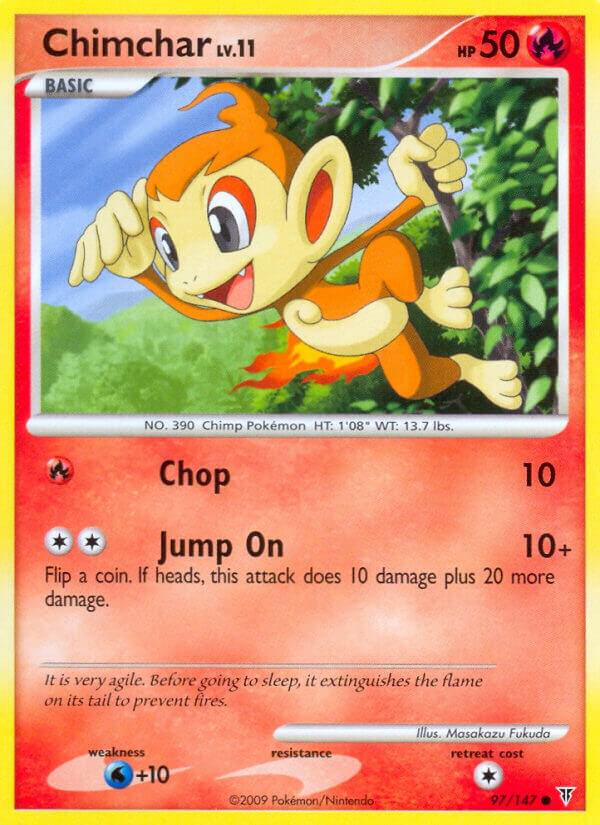 Chimchar LV.11 HP 50
BASIC
NO. 390 Chimp Pokémon HT: 1'08" WT: 13.7 lbs.
Chop 10
Jump On 10+
Flip a coin. If heads, this attack does 10 damage plus 20 more
damage.
It is very agile. Before going to sleep, it extinguishes the flame
on its tail to prevent fires.
Illus. Masakazu Fukuda
weakness resistance retreat cost
+10
©2009 Pokémon/Nintendo 97/147